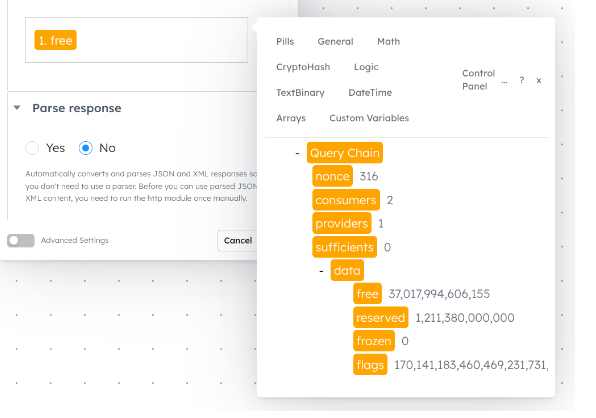 1. free
Parse response
Yes No
Automatically converts and parses JSON and XML responses so
you don't need to use a parser. Before you can use parsed JSON
XML content, you need to run the http module once manually.
Advanced Settings
Cancel
Pills General Math
CryptoHash Logic
TextBinary DateTime
Arrays Custom Variables
Control
Panel ... ? x
- Query Chain
nonce 316
consumers 2
providers 1
sufficients 0
- data
free 37,017,994,606,155
reserved 1,211,380,000,000
frozen 0
flags 170,141,183,460,469,231,731,